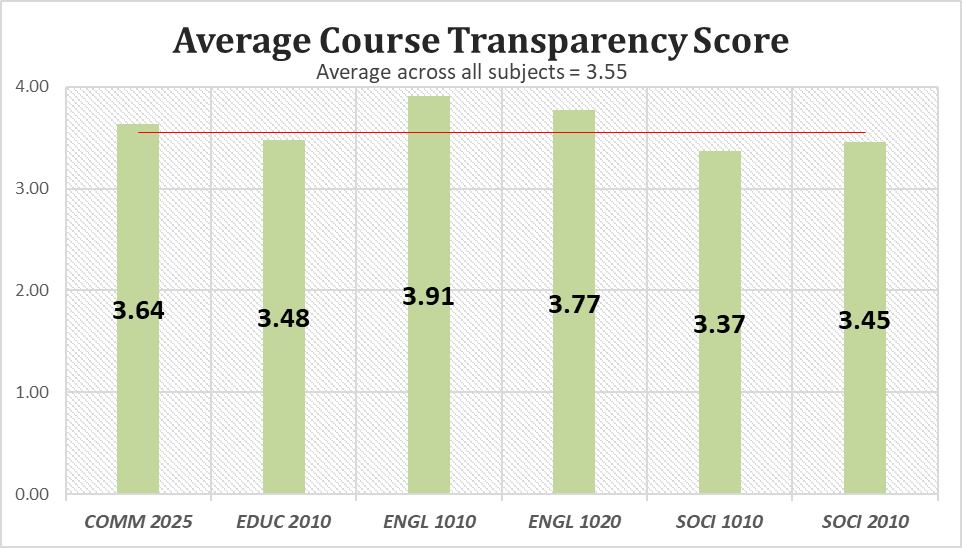 Average Course Transparency Score
Average across all subjects = 3.55
4.00
3.00
2.00
1.00
0.00
3.64
3.48
3.91
3.77
3.37
3.45
COMM 2025
EDUC 2010
ENGL 1010
ENGL 1020
SOCI 1010
SOCI 2010